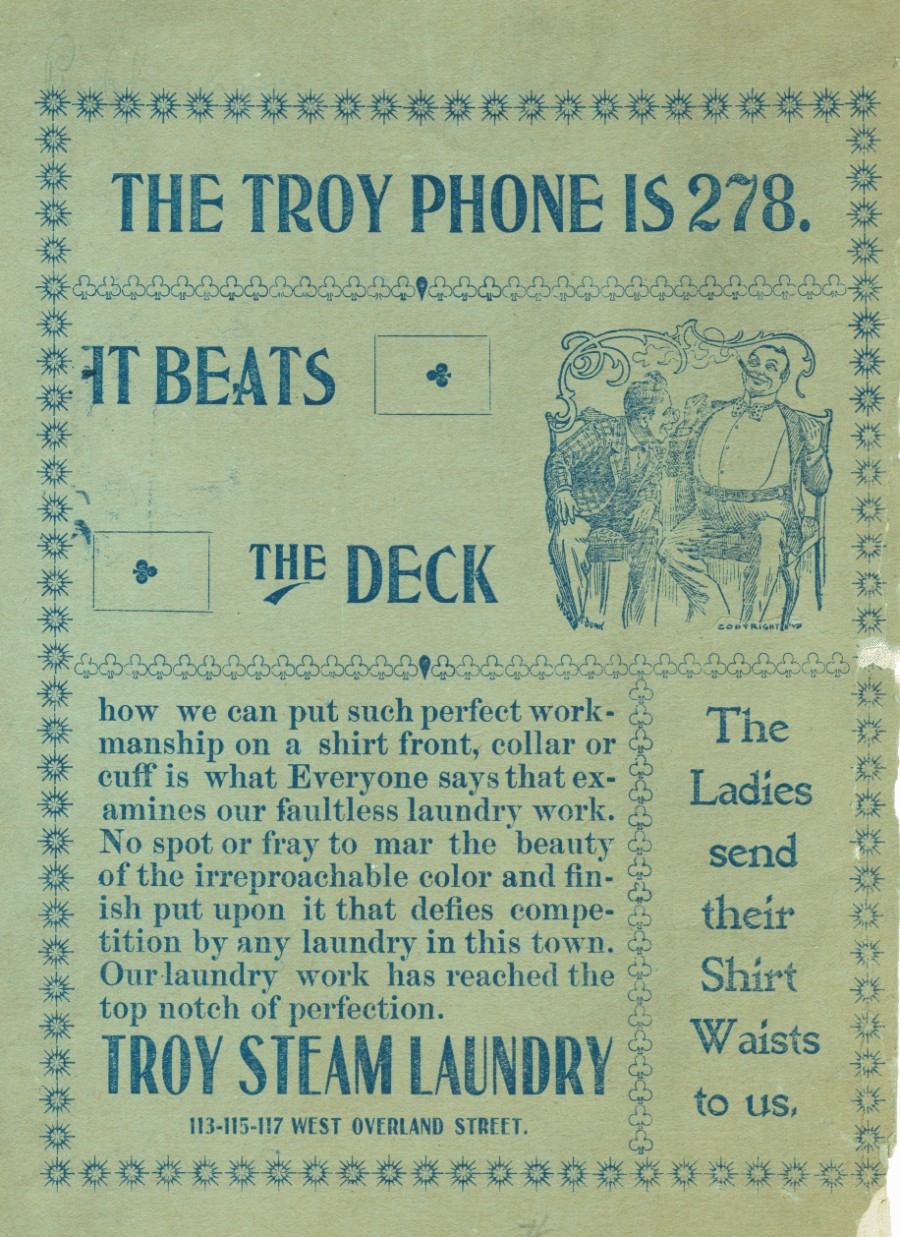 THE TROY PHONE IS 278.
IT BEATS
THE DECK
COPYRIGHT
how we can put such perfect work-
manship on a shirt front, collar or
cuff is what Everyone says that ex-
amines our faultless laundry work.
No spot or fray to mar the beauty
of the irreproachable color and fin-
ish put upon it that defies compe-
tition by any laundry in this town.
Our laundry work has reached the
top notch of perfection.
TROY STEAM LAUNDRY
113-115-117 WEST OVERLAND STREET.
The
Ladies
send
their
Shirt
Waists
to us.